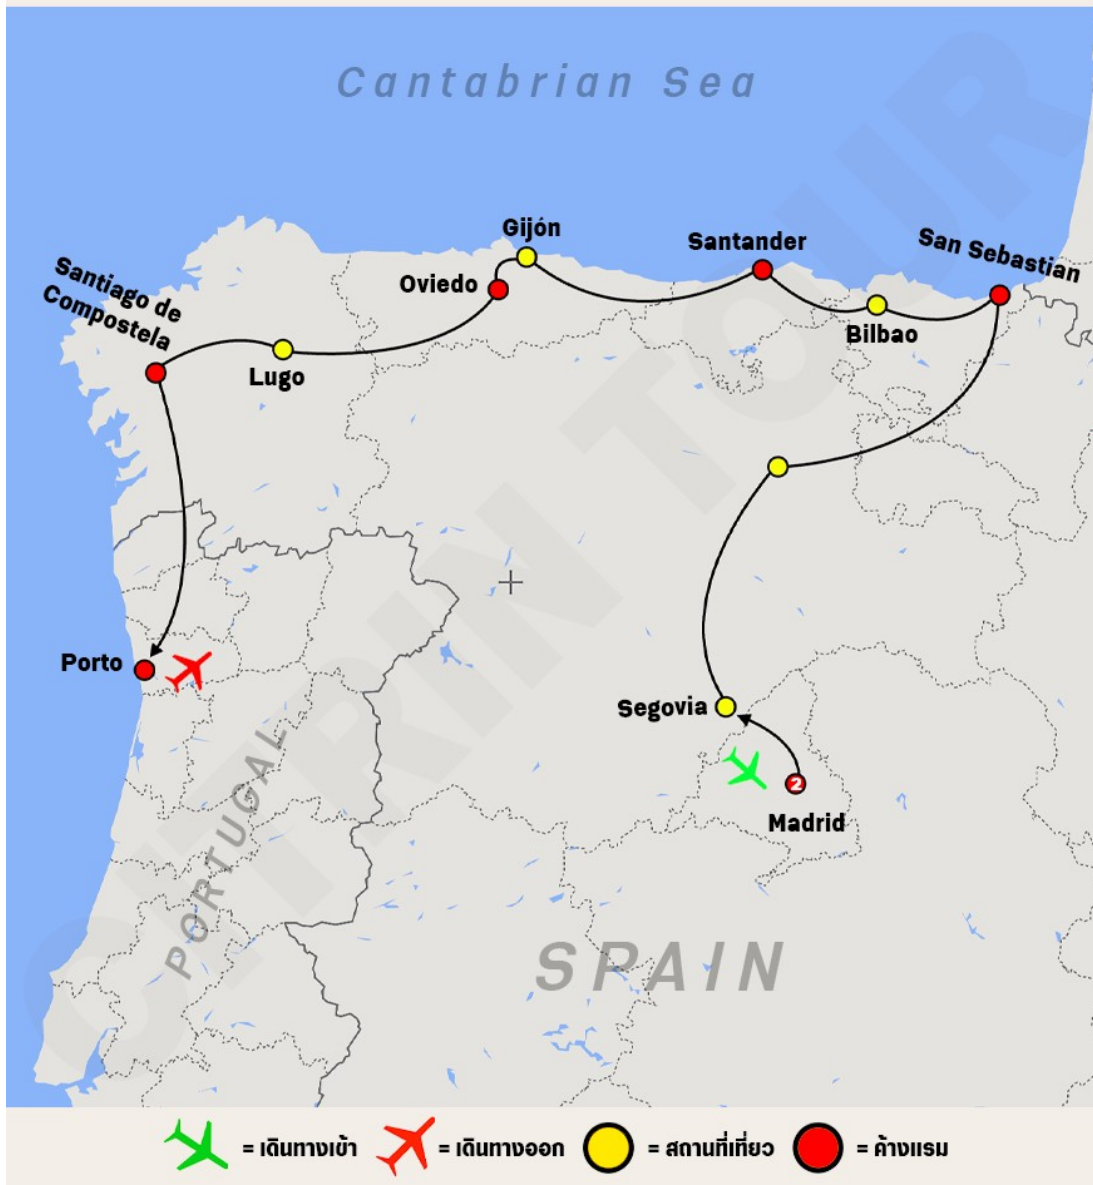 Cantabrian Sea
Gijón
Santander
San Sebastian
Santiago de
Compostela
Oviedo
Bilbao
Lugo
Porto
Segovia
2
Madrid
PORTUGAL
SPAIN
CITRIN TOUR
= เดินทางเข้า
= เดินทางออก
= สถานที่เที่ยว
= ค้างแรม